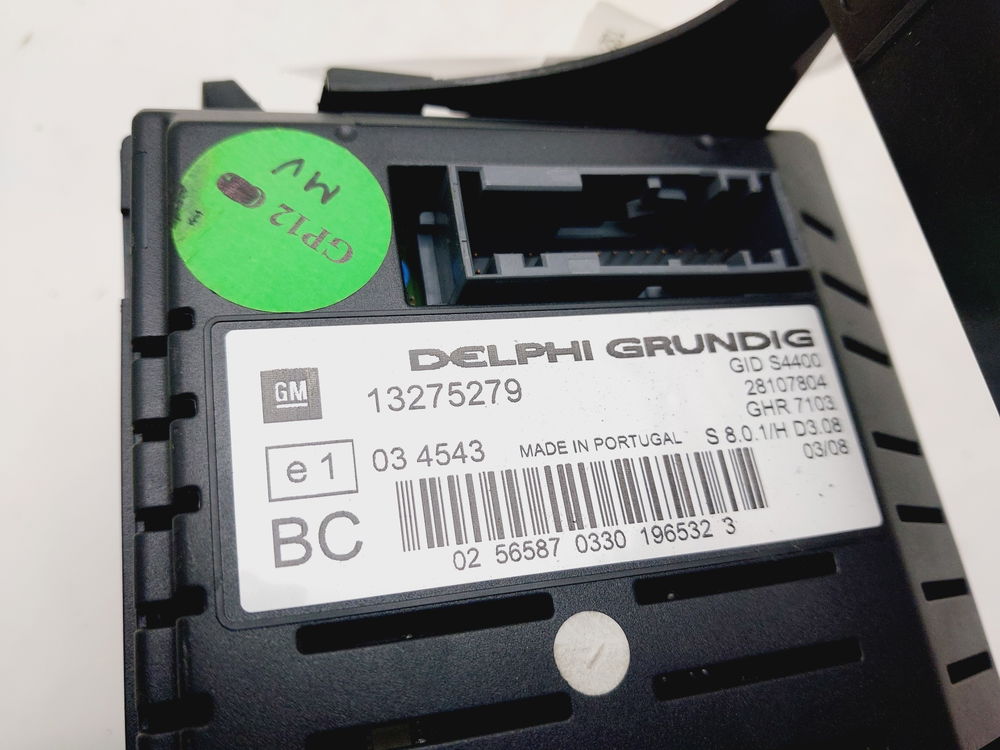 GP12
MV
DELPHI GRUNDIG
GM
13275279
GID S4400
28107804
GHR 7103
e 1
03 4543
MADE IN PORTUGAL
S 8.0.1/H D3.08
03/08
BC
02 56587 0330 196532 3